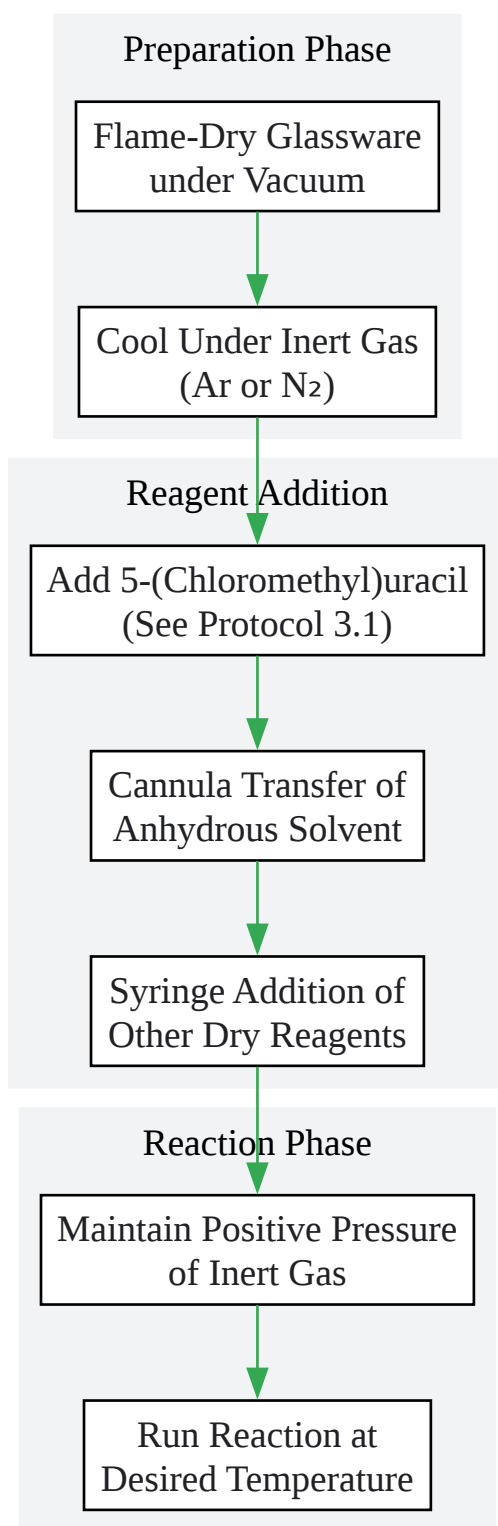 Preparation Phase
Flame-Dry Glassware
under Vacuum
Cool Under Inert Gas
(Ar or N₂)
Reagent Addition
Add 5-(Chloromethyl)uracil
(See Protocol 3.1)
Cannula Transfer of
Anhydrous Solvent
Syringe Addition of
Other Dry Reagents
Reaction Phase
Maintain Positive Pressure
of Inert Gas
Run Reaction at
Desired Temperature